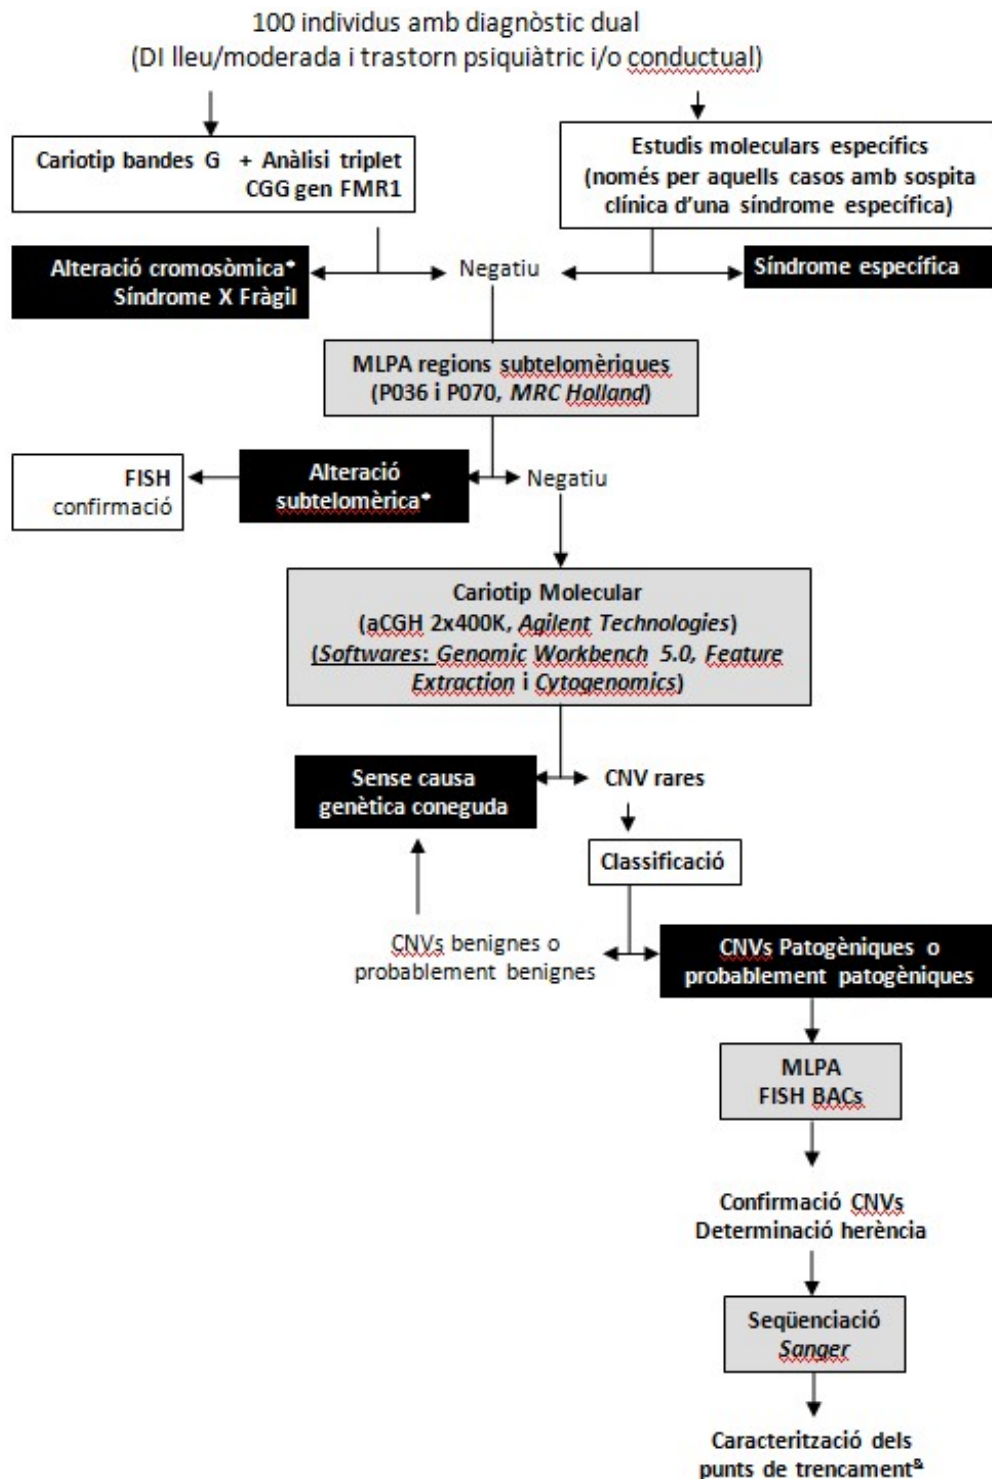 100 individus amb diagnòstic dual
(DI lleu/moderada i trastorn psiquiàtric i/o conductual)
Cariotip bandes G + Anàlisi triplet
CGG gen FMR1
Estudis moleculars específics
(només per aquells casos amb sospita
clínica d'una síndrome específica)
Alteració cromosòmica*
Síndrome X Fràgil
Negatiu
Síndrome específica
MLPA regions subtelomèriques
(P036 i P070, MRC Holland)
FISH
confirmació
Alteració
subtelomèrica*
Negatiu
Cariotip Molecular
(aCGH 2x400K, Agilent Technologies)
(Softwares: Genomic Workbench 5.0, Feature
Extraction i Cytogenomics)
Sense causa
genètica coneguda
CNV rares
Classificació
CNVs benignes o
probablement benignes
CNVs Patogèniques o
probablement patogèniques
MLPA
FISH BACs
Confirmació CNVs
Determinació herència
Seqüenciació
Sanger
Caracterització dels
punts de trencament&